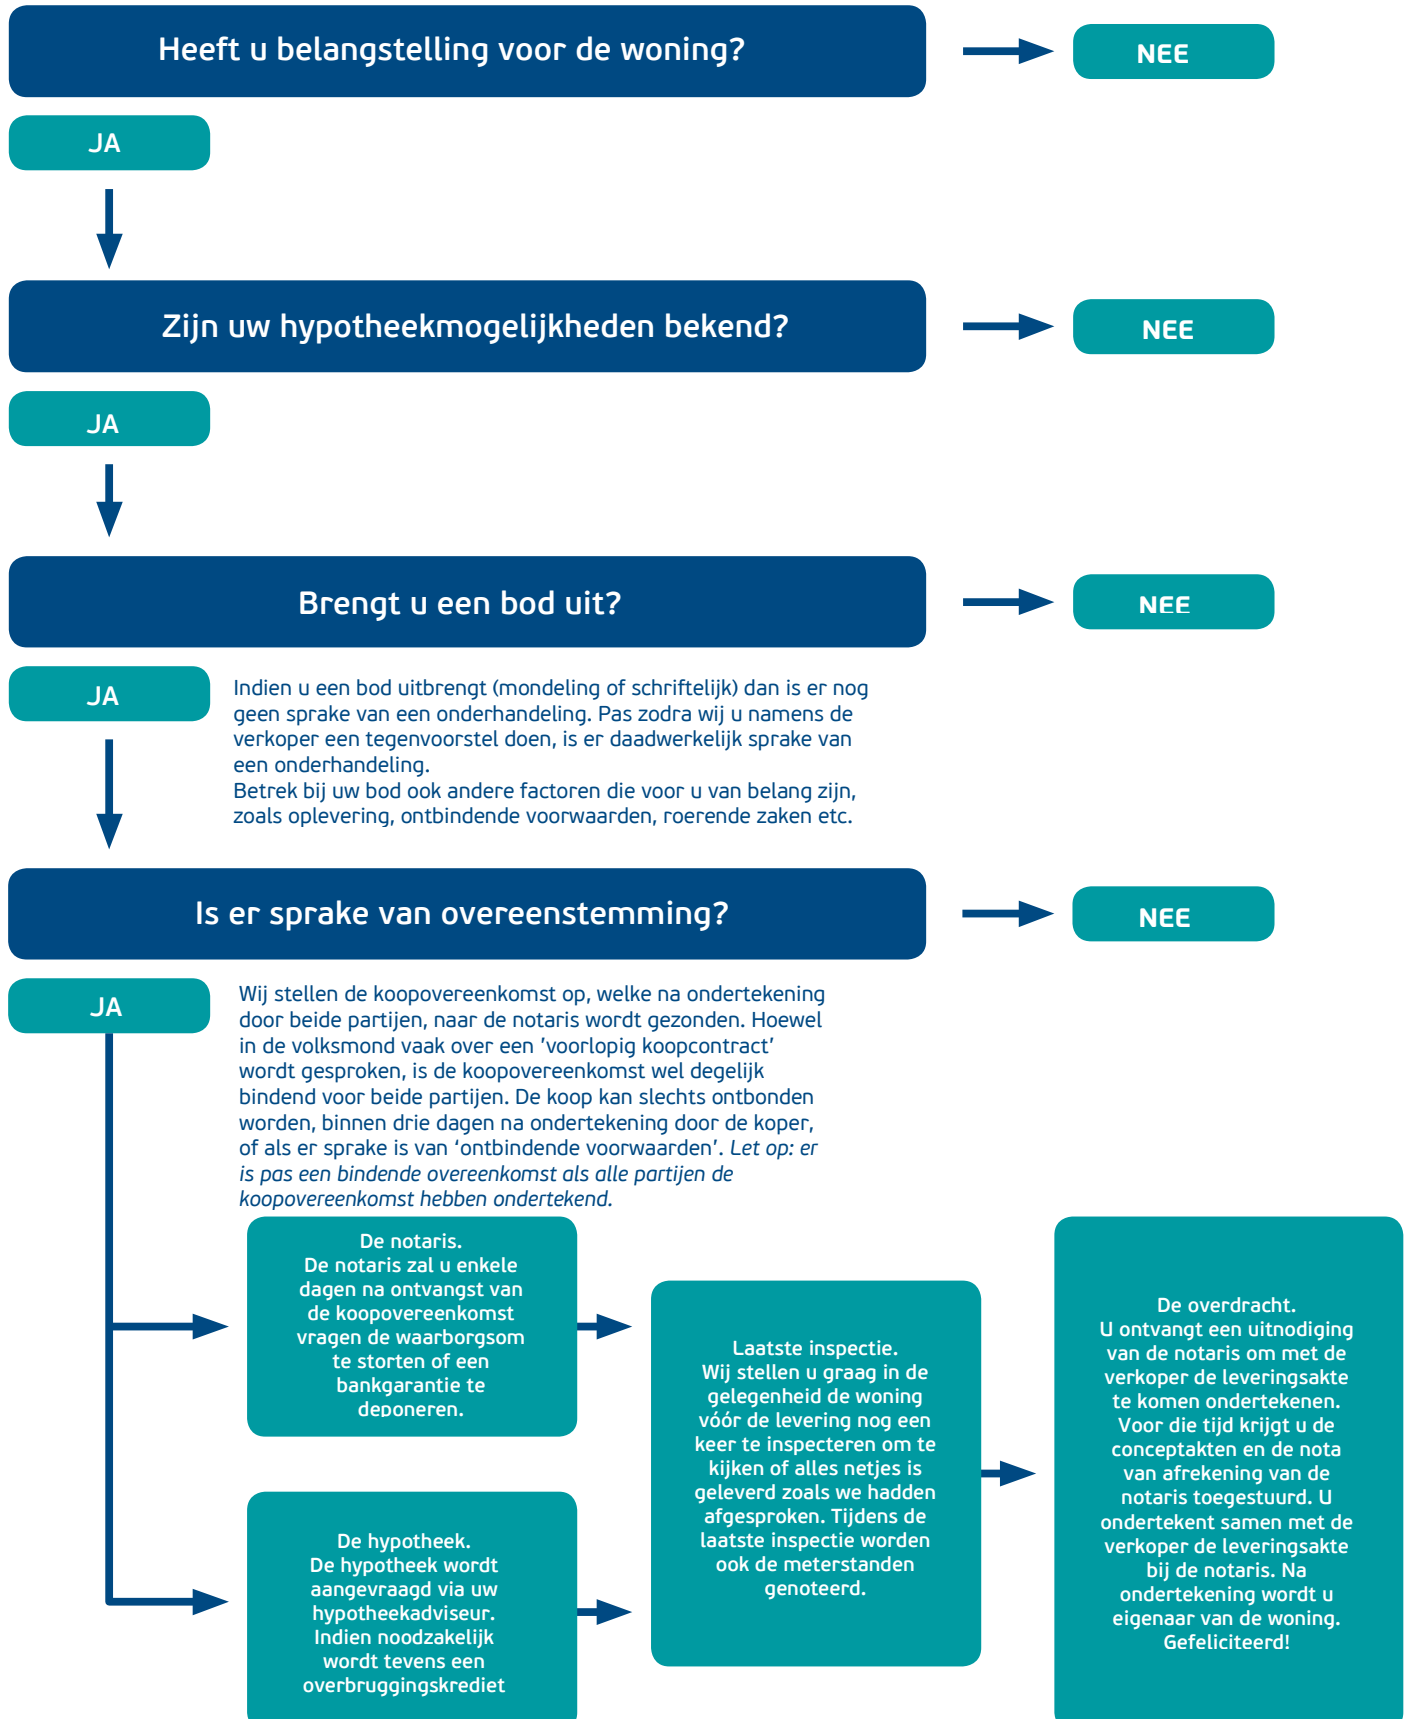 Heeft u belangstelling voor de woning?
NEE
JA
Zijn uw hypotheekmogelijkheden bekend?
NEE
JA
Brengt u een bod uit?
NEE
JA
Indien u een bod uitbrengt (mondeling of schriftelijk) dan is er nog
geen sprake van een onderhandeling. Pas zodra wij u namens de
verkoper een tegenvoorstel doen, is er daadwerkelijk sprake van
een onderhandeling.
Betrek bij uw bod ook andere factoren die voor u van belang zijn,
zoals oplevering, ontbindende voorwaarden, roerende zaken etc.
Is er sprake van overeenstemming?
NEE
JA
Wij stellen de koopovereenkomst op, welke na ondertekening
door beide partijen, naar de notaris wordt gezonden. Hoewel
in de volksmond vaak over een 'voorlopig koopcontract'
wordt gesproken, is de koopovereenkomst wel degelijk
bindend voor beide partijen. De koop kan slechts ontbonden
worden, binnen drie dagen na ondertekening door de koper,
of als er sprake is van ‘ontbindende voorwaarden’. Let op: er
is pas een bindende overeenkomst als alle partijen de
koopovereenkomst hebben ondertekend.
De notaris.
De notaris zal u enkele
dagen na ontvangst van
de koopovereenkomst
vragen de waarborgsom
te storten of een
bankgarantie te
deponeren.
De hypotheek.
De hypotheek wordt
aangevraagd via uw
hypotheekadviseur.
Indien noodzakelijk
wordt tevens een
overbruggingskrediet
Laatste inspectie.
Wij stellen u graag in de
gelegenheid de woning
vóór de levering nog een
keer te inspecteren om te
kijken of alles netjes is
geleverd zoals we hadden
afgesproken. Tijdens de
laatste inspectie worden
ook de meterstanden
genoteerd.
De overdracht.
U ontvangt een uitnodiging
van de notaris om met de
verkoper de leveringsakte
te komen ondertekenen.
Voor die tijd krijgt u de
conceptakten en de nota
van afrekening van de
notaris toegestuurd. U
ondertekent samen met de
verkoper de leveringsakte
bij de notaris. Na
ondertekening wordt u
eigenaar van de woning.
Gefeliciteerd!